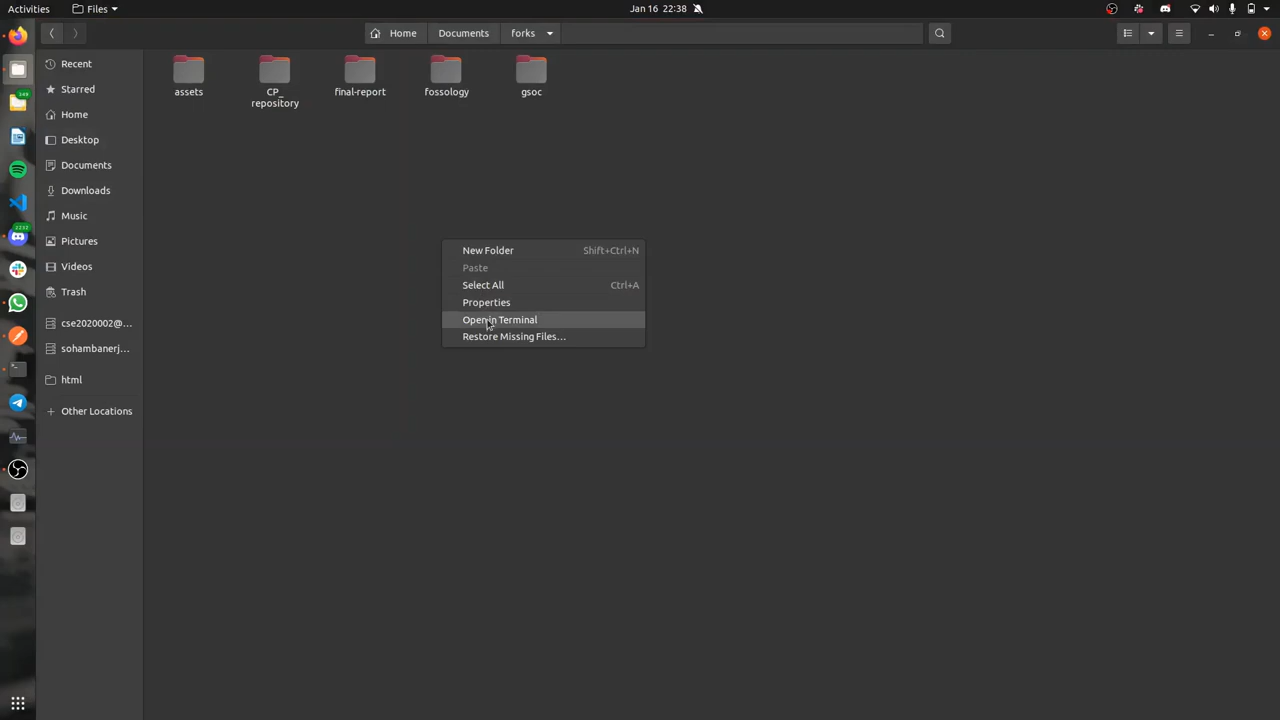 Activities
Files
Jan 16 22:38
Home
Documents
forks
Recent
Starred
Home
Desktop
Documents
Downloads
Music
Pictures
Videos
Trash
cse2020002@...
sohambanerj...
html
Other Locations
assets
CP_
repository
final-report
fossology
gsoc
New Folder Shift+Ctrl+N
Paste
Select All Ctrl+A
Properties
Open in Terminal
Restore Missing Files...
349
2232